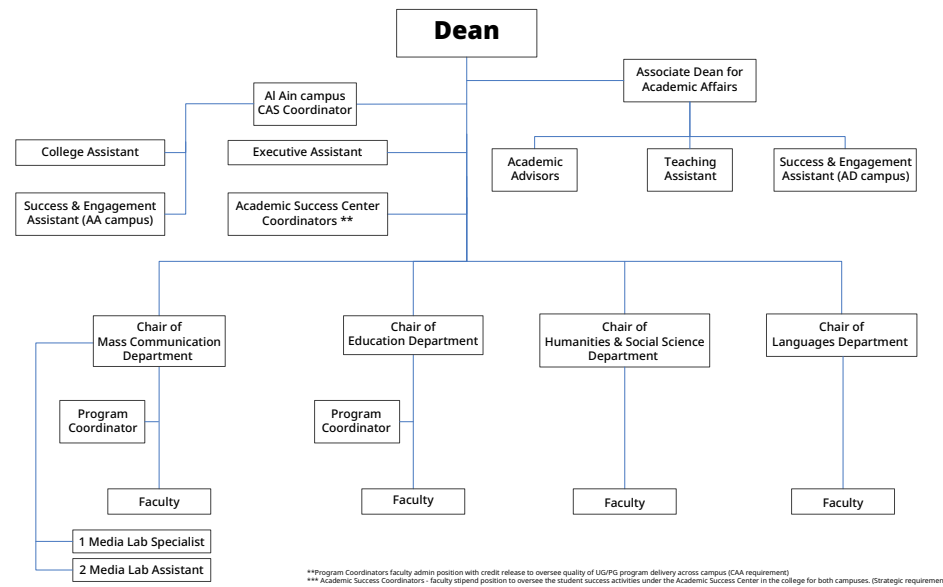 Dean
Associate Dean for
Academic Affairs
Al Ain campus
CAS Coordinator
College Assistant
Executive Assistant
Academic
Advisors
Teaching
Assistant
Success & Engagement
Assistant (AD campus)
Success & Engagement
Assistant (AA campus)
Academic Success Center
Coordinators **
Chair of
Mass Communication
Department
Chair of
Education Department
Chair of
Humanities & Social Science
Department
Chair of
Languages Department
Program
Coordinator
Program
Coordinator
Faculty
Faculty
Faculty
Faculty
1 Media Lab Specialist
2 Media Lab Assistant
**Program Coordinators faculty admin position with credit release to oversee quality of UG/PG program delivery across campus (CAA requirement)
*** Academic Success Coordinators - faculty stipend position to oversee the student success activities under the Academic Success Center in the college for both campuses. (Strategic requiremen